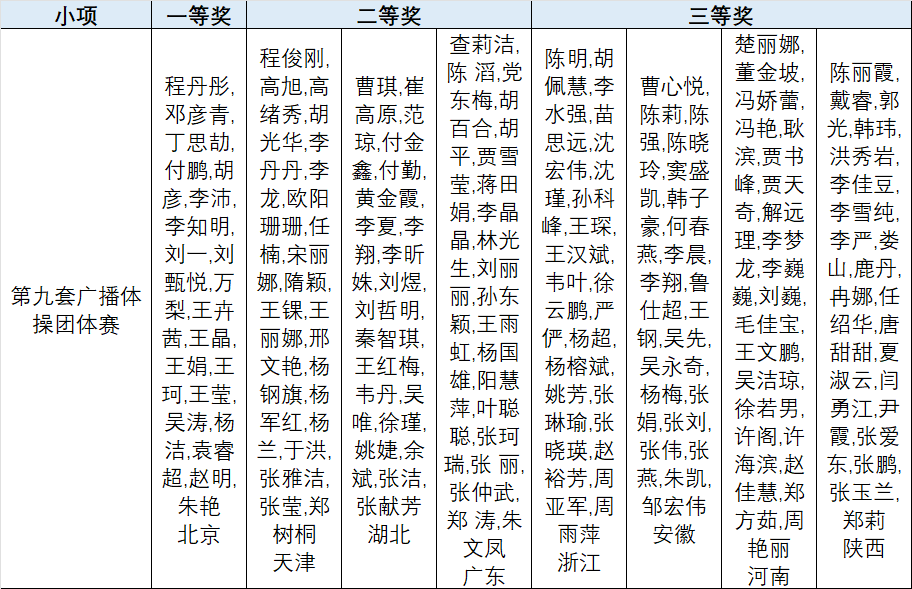 小项
一等奖
二等奖
三等奖
第九套广播体
操团体赛
程丹彤,
邓彦青,
丁思劼,
付鹏,胡
彦,李沛,
李知明,
刘一,刘
甄悦,万
梨,王卉
茜,王晶,
王娟,王
珂,王莹,
吴涛,杨
洁,袁睿
超,赵明,
朱艳
北京
程俊刚,
高旭,高
绪秀,胡
光华,李
丹丹,李
龙,欧阳
珊珊,任
楠,宋丽
娜,隋颖,
王锞,王
丽娜,邢
文艳,杨
钢旗,杨
军红,杨
兰,于洪,
张雅洁,
张莹,郑
树桐
天津
曹琪,崔
高原,范
琼,付金
鑫,付勤,
黄金霞,
李夏,李
翔,李昕
姝,刘煜,
刘哲明,
秦智琪,
王红梅,
韦丹,吴
唯,徐瑾,
姚婕,余
斌,张洁,
张献芳
湖北
查莉洁,
陈 滔,党
东梅,胡
百合,胡
平,贾雪
莹,蒋田
娟,李晶
晶,林光
生,刘丽
丽,孙东
颖,王雨
虹,杨国
雄,阳慧
萍,叶聪
聪,张珂
瑞,张 丽,
张仲武,
郑 涛,朱
文凤
广东
陈明,胡
佩慧,李
水强,苗
思远,沈
宏伟,沈
瑾,孙科
峰,王琛,
王汉斌,
韦叶,徐
云鹏,严
俨,杨超,
杨榕斌,
姚芳,张
琳瑜,张
晓瑛,赵
裕芳,周
亚军,周
雨萍
浙江
曹心悦,
陈莉,陈
强,陈晓
玲,窦盛
凯,韩子
豪,何春
燕,李晨,
李翔,鲁
仕超,王
钢,吴先,
吴永奇,
杨梅,张
娟,张刘,
张伟,张
燕,朱凯,
邹宏伟
安徽
楚丽娜,
董金坡,
冯娇蕾,
冯艳,耿
滨,贾书
峰,贾天
奇,解远
理,李梦
龙,李巍
巍,刘巍,
毛佳宝,
王文鹏,
吴洁琼,
徐若男,
许阁,许
海滨,赵
佳慧,郑
方茹,周
艳丽
河南
陈丽霞,
戴睿,郭
光,韩玮,
洪秀岩,
李佳豆,
李雪纯,
李严,娄
山,鹿丹,
冉娜,任
绍华,唐
甜甜,夏
淑云,闫
勇江,尹
霞,张爱
东,张鹏,
张玉兰,
郑莉
陕西